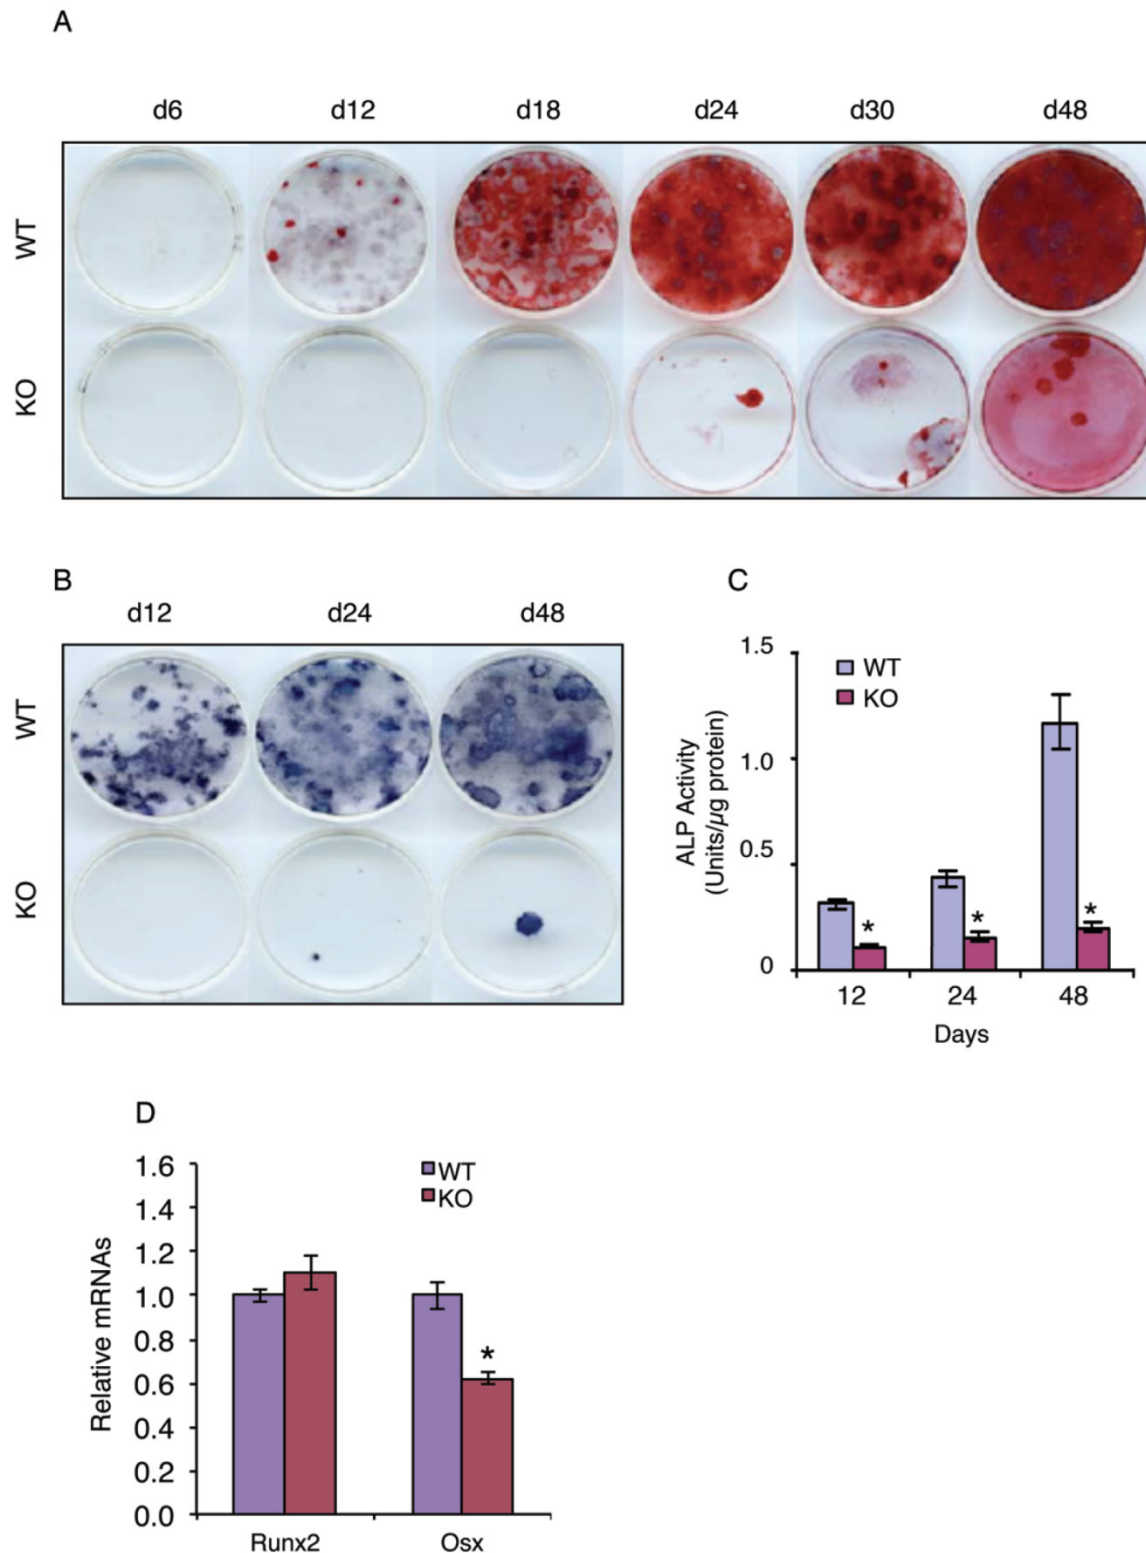 A
d6 d12 d18 d24 d30 d48
WT
KO
B
d12 d24 d48
WT
KO
C
1.5
1.0
0.5
0
ALP Activity
(Units/µg protein)
WT
KO
*
*
*
12 24 48
Days
D
1.6
1.4
1.2
1.0
0.8
0.6
0.4
0.2
0.0
Relative mRNAs
WT
KO
*
Runx2 Osx